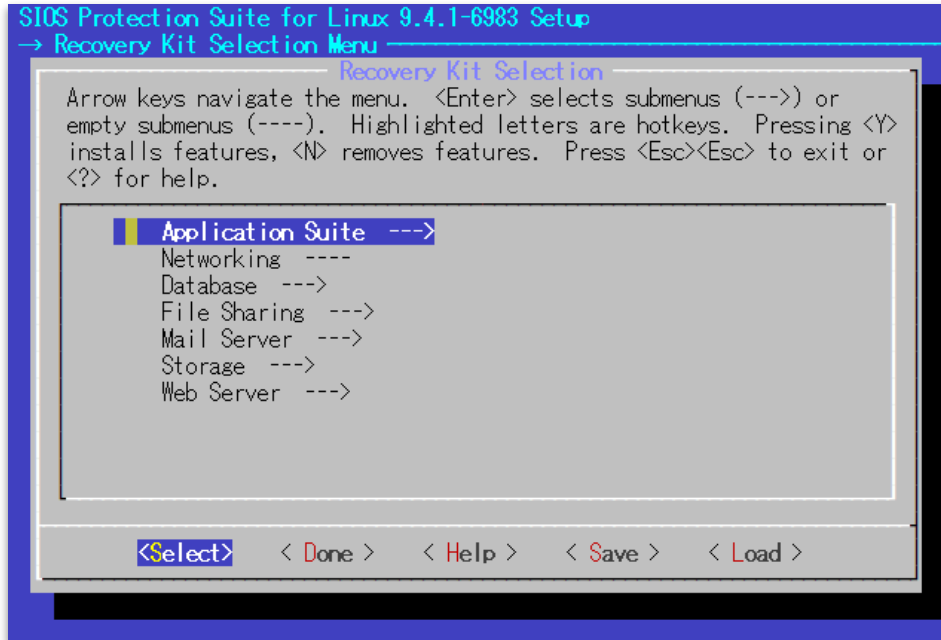 SIOS Protection Suite for Linux 9.4.1-6983 Setup
→ Recovery Kit Selection Menu
Recovery Kit Selection
Arrow keys navigate the menu. <Enter> selects submenus (--->) or
empty submenus (----). Highlighted letters are hotkeys. Pressing <Y>
installs features, <N> removes features. Press <Esc><Esc> to exit or
<?> for help.
Application Suite --->
Networking ----
Database --->
File Sharing --->
Mail Server --->
Storage --->
Web Server --->
<Select> < Done > < Help > < Save > < Load >